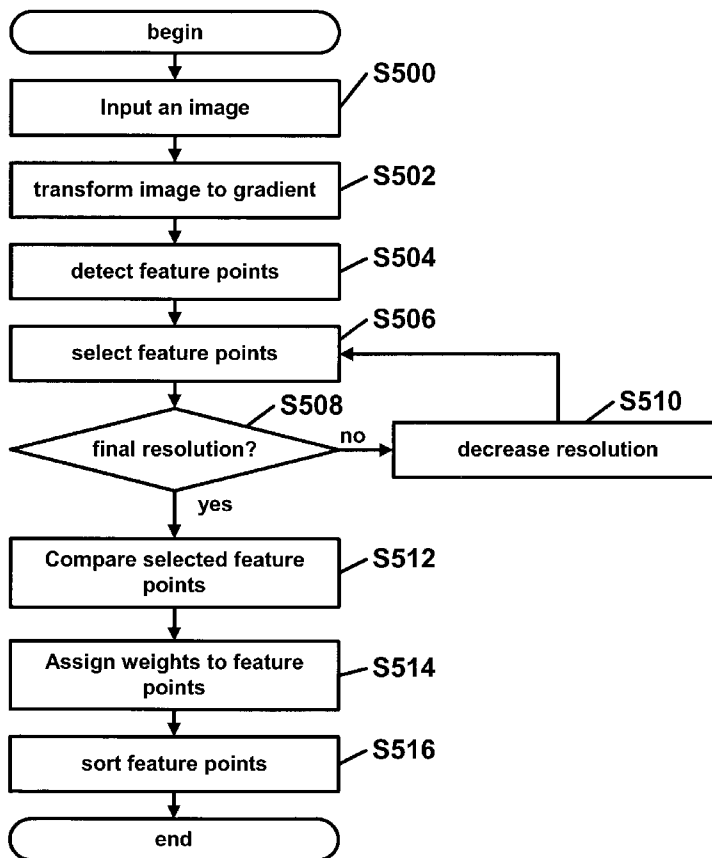 begin
S500
Input an image
S502
transform image to gradient
S504
detect feature points
S506
select feature points
S508
final resolution?
no
S510
decrease resolution
yes
S512
Compare selected feature
points
S514
Assign weights to feature
points
S516
sort feature points
end